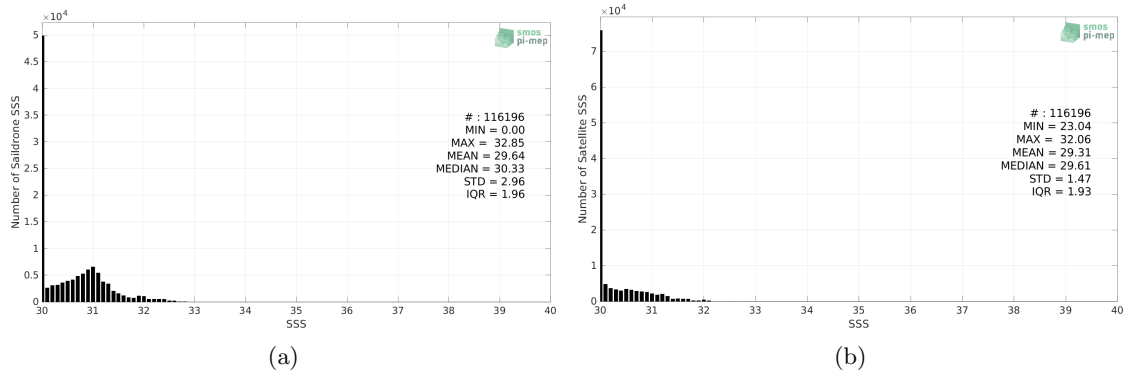 ×10⁴
5
4.5
4
3.5
3
2.5
2
1.5
1
0.5
0
Number of Saildrone SSS
smos
pi-mep
# : 116196
MIN = 0.00
MAX = 32.85
MEAN = 29.64
MEDIAN = 30.33
STD = 2.96
IQR = 1.96
30 31 32 33 34 35 36 37 38 39 40
SSS
(a)
×10⁴
7
6
5
4
3
2
1
0
Number of Satellite SSS
smos
pi-mep
# : 116196
MIN = 23.04
MAX = 32.06
MEAN = 29.31
MEDIAN = 29.61
STD = 1.47
IQR = 1.93
30 31 32 33 34 35 36 37 38 39 40
SSS
(b)